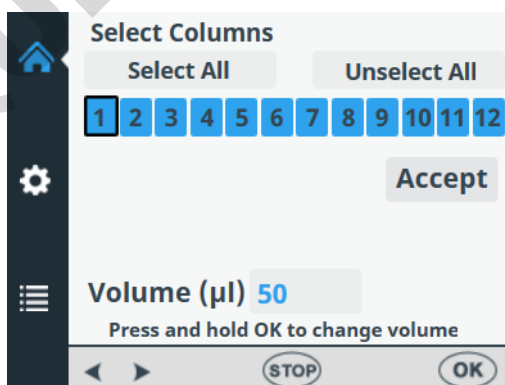 Select Columns
Select All Unselect All
1 2 3 4 5 6 7 8 9 10 11 12
Accept
Volume (µl) 50
Press and hold OK to change volume
STOP OK